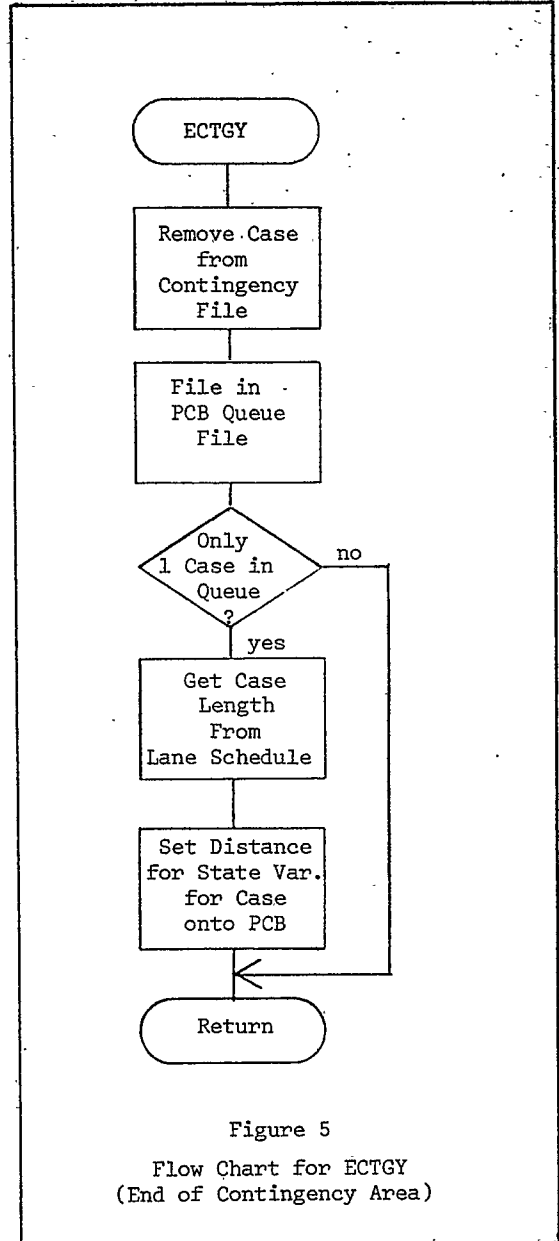 ECTGY
Remove Case
from
Contingency
File
File in
PCB Queue
File
Only
1 Case in
Queue
?
no
yes
Get Case
Length
From
Lane Schedule
Set Distance
for State Var.
for Case
onto PCB
Return
Figure 5
Flow Chart for ECTGY
(End of Contingency Area)